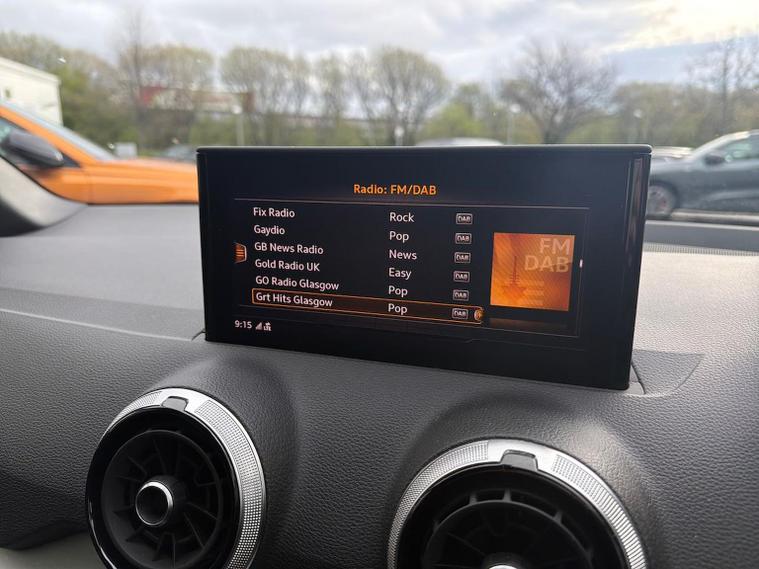 Radio: FM/DAB
Fix Radio Rock DAB
Gaydio Pop DAB
GB News Radio News DAB
Gold Radio UK Easy DAB
GO Radio Glasgow Pop DAB
Grt Hits Glasgow Pop DAB
FM
DAB
9:15 LTE